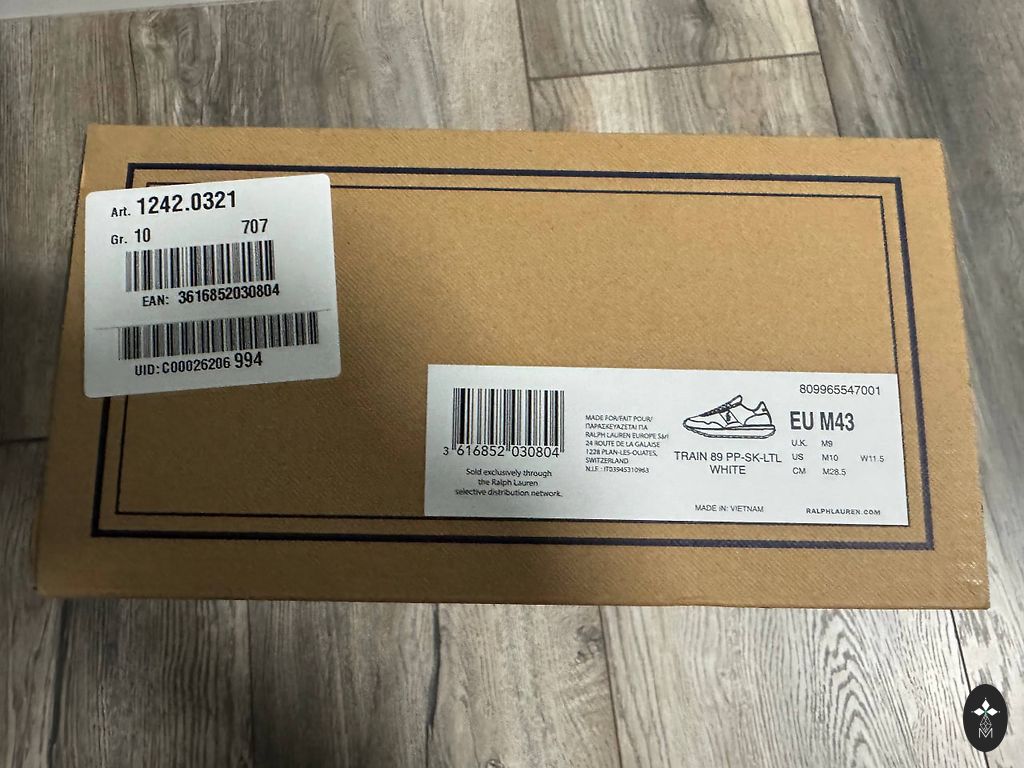 Art. 1242.0321
Gr. 10 707
EAN: 3616852030804
UID:C00026206 994
3 616852 030804
Sold exclusively through
the Ralph Lauren
selective distribution network.
MADE FOR/FAIT POUR/
ΠΑΡΑΣΚΕΥΑΖΕΤΑΙ ΓΙΑ
RALPH LAUREN EUROPE Sàrl
24 ROUTE DE LA GALAISE
1228 PLAN-LES-OUATES,
SWITZERLAND
N.I.F.: IT03945310963
TRAIN 89 PP-SK-LTL
WHITE
MADE IN: VIETNAM
809965547001
EU M43
U.K. M9
US M10 W11.5
CM M28.5
RALPHLAUREN.COM
M